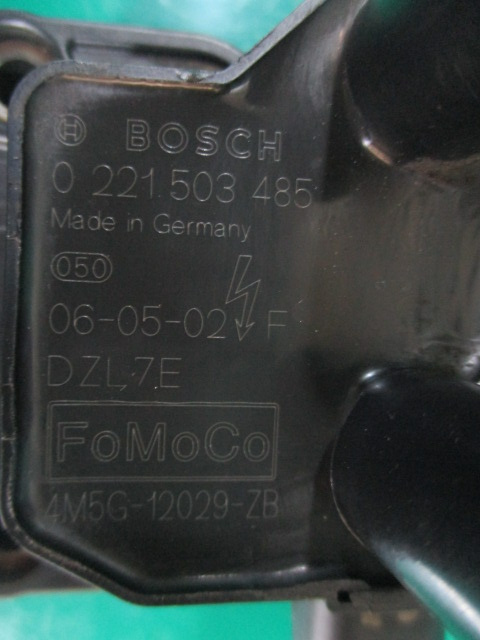 BOSCH
0 221 503 485
Made in Germany
050
06-05-02 F
DZL7E
FoMoCo
4M5G-12029-ZB